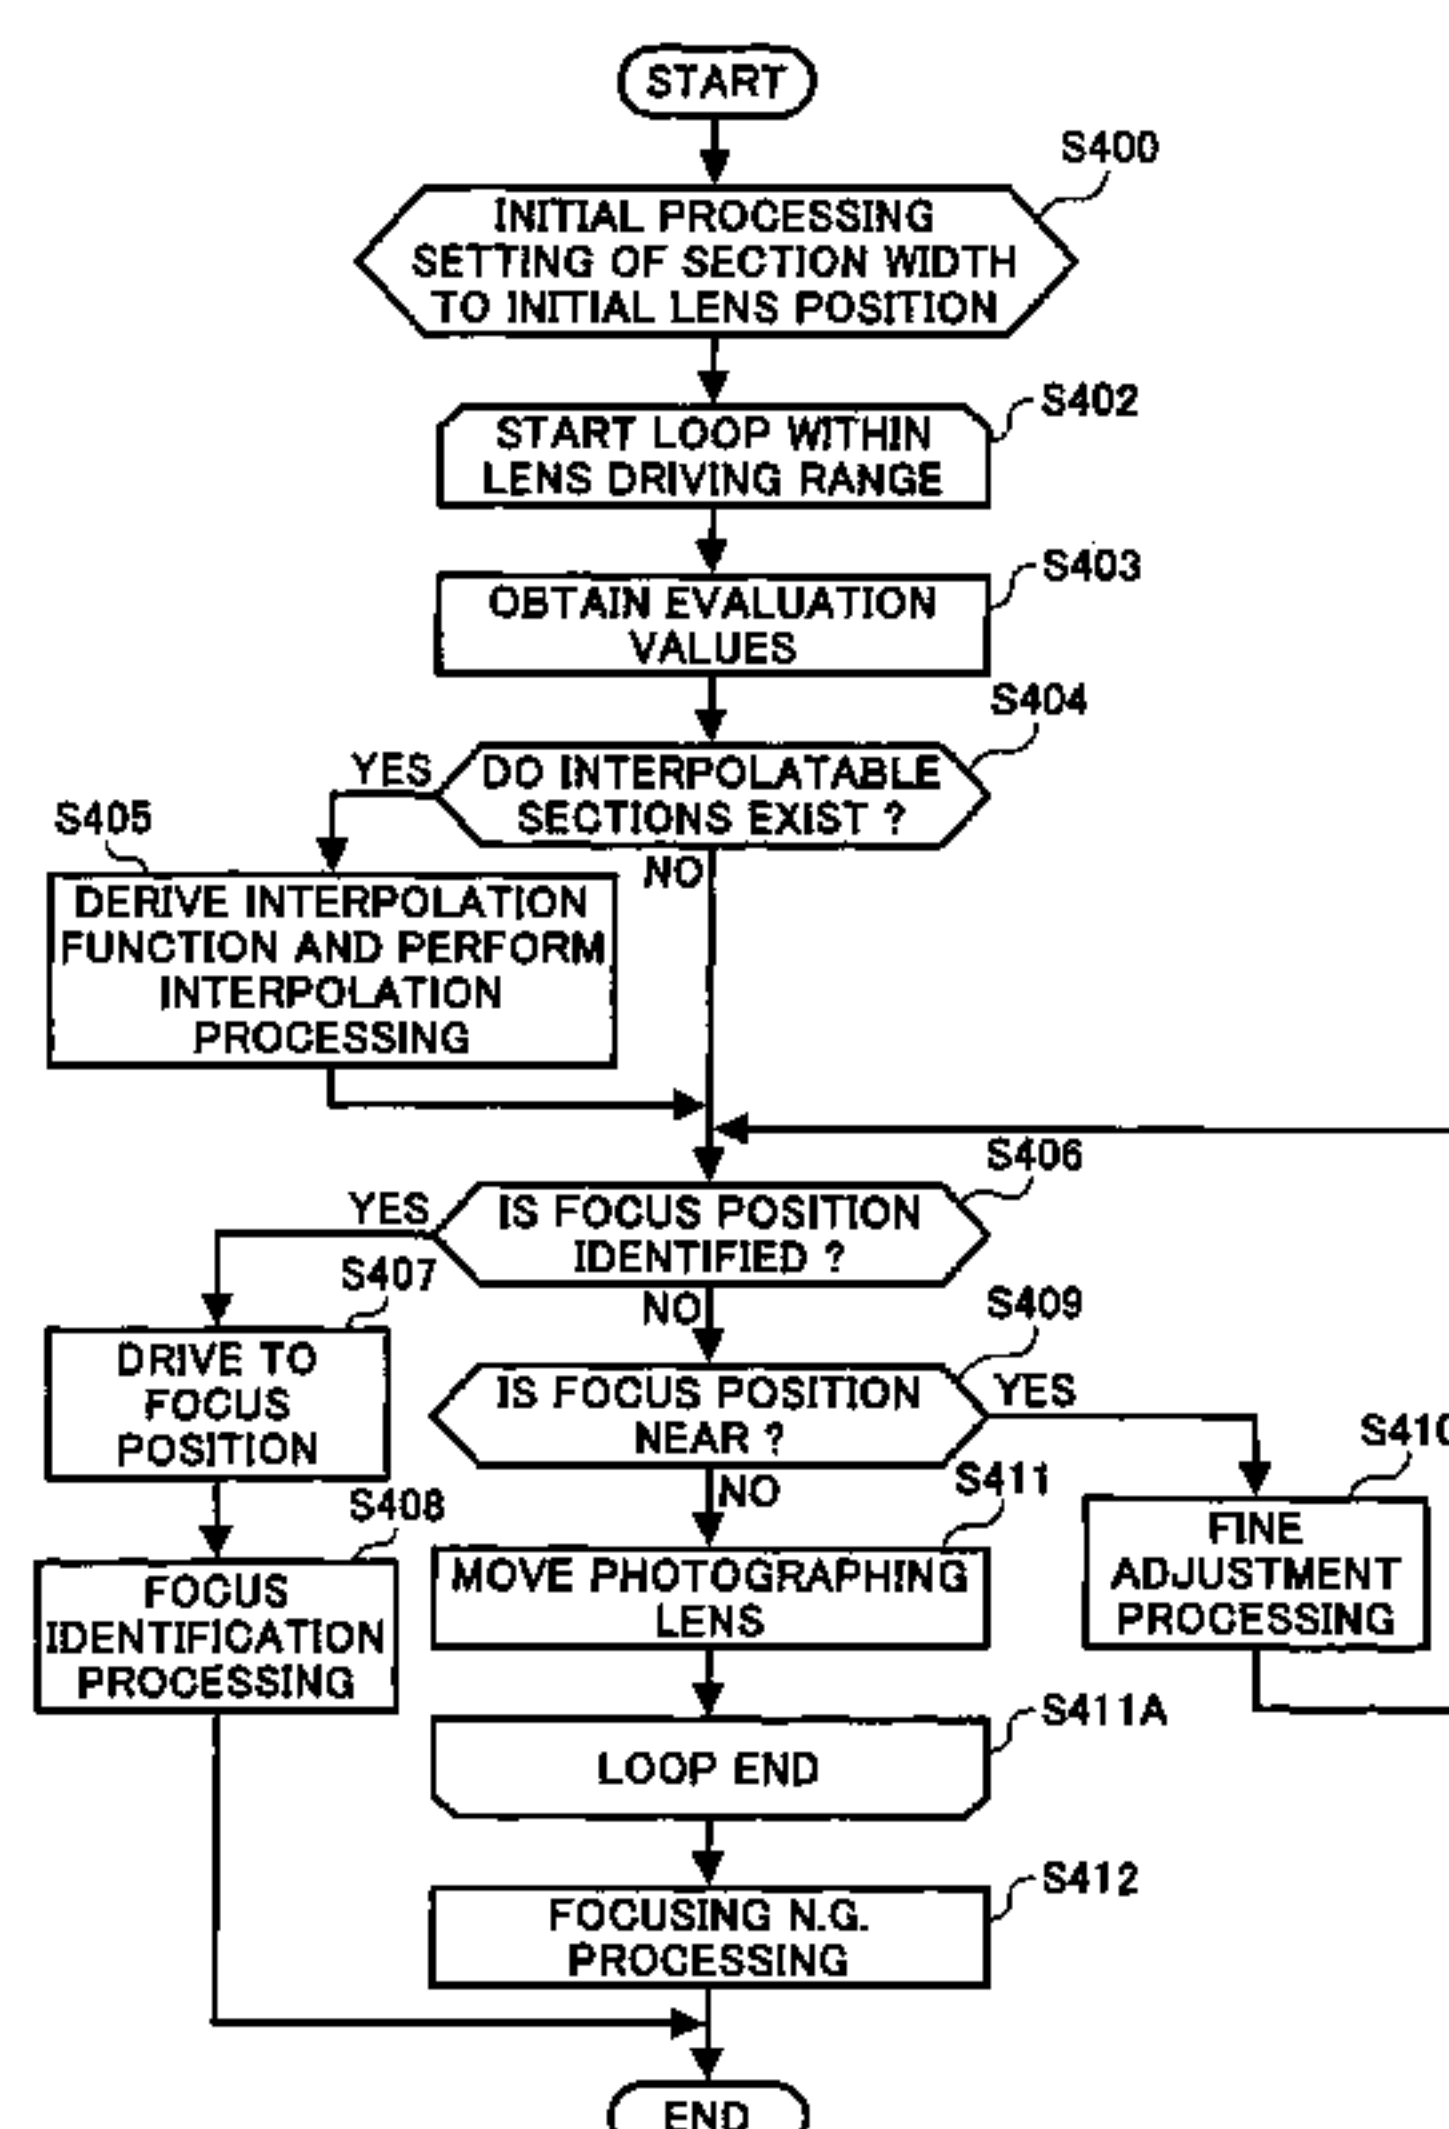 START
S400
INITIAL PROCESSING
SETTING OF SECTION WIDTH
TO INITIAL LENS POSITION
S402
START LOOP WITHIN
LENS DRIVING RANGE
S403
OBTAIN EVALUATION
VALUES
S404
DO INTERPOLATABLE
SECTIONS EXIST ?
YES
NO
S405
DERIVE INTERPOLATION
FUNCTION AND PERFORM
INTERPOLATION
PROCESSING
S406
IS FOCUS POSITION
IDENTIFIED ?
YES
NO
S407
DRIVE TO
FOCUS
POSITION
S408
FOCUS
IDENTIFICATION
PROCESSING
S409
IS FOCUS POSITION
NEAR ?
YES
NO
S410
FINE
ADJUSTMENT
PROCESSING
S411
MOVE PHOTOGRAPHING
LENS
S411A
LOOP END
S412
FOCUSING N.G.
PROCESSING
END